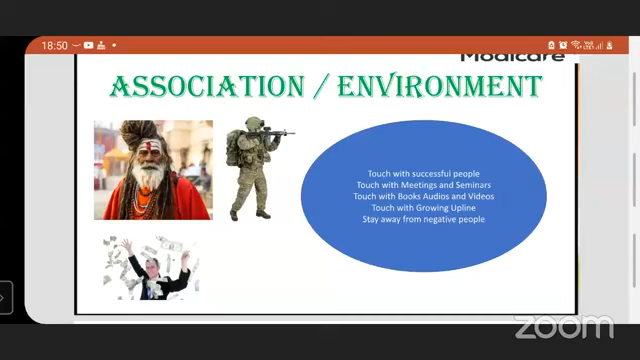 18:50
Modicare
ASSOCIATION / ENVIRONMENT
Touch with successful people
Touch with Meetings and Seminars
Touch with Books Audios and Videos
Touch with Growing Upline
Stay away from negative people
zoom